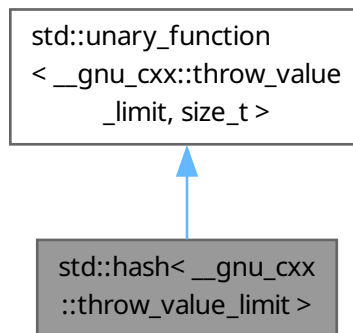 std::unary_function
< __gnu_cxx::throw_value
_limit, size_t >
std::hash< __gnu_cxx
::throw_value_limit >